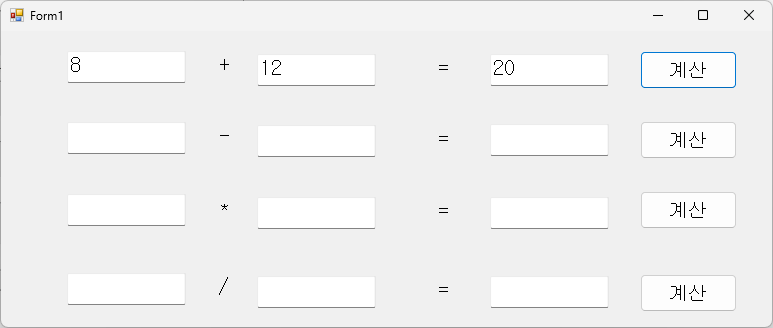 Form1
8 + 12 = 20 계산
- = 계산
* = 계산
/ = 계산